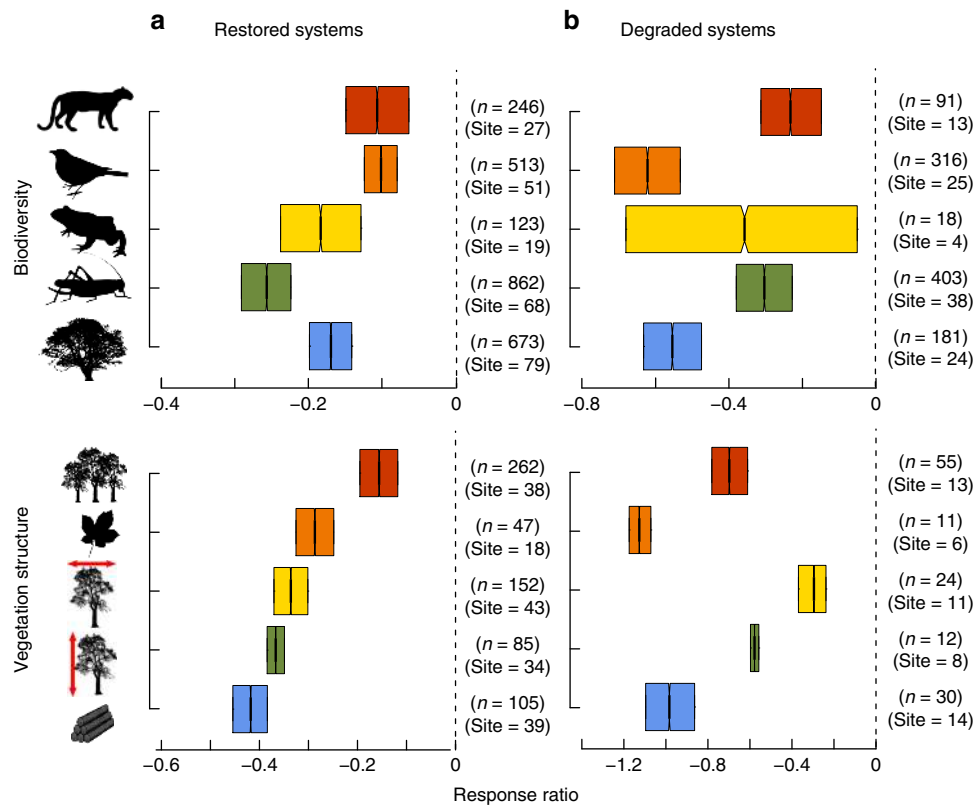 a Restored systems
b Degraded systems
Biodiversity
(n = 246)
(Site = 27)
(n = 513)
(Site = 51)
(n = 123)
(Site = 19)
(n = 862)
(Site = 68)
(n = 673)
(Site = 79)
−0.4 −0.2 0
(n = 91)
(Site = 13)
(n = 316)
(Site = 25)
(n = 18)
(Site = 4)
(n = 403)
(Site = 38)
(n = 181)
(Site = 24)
−0.8 −0.4 0
Vegetation structure
(n = 262)
(Site = 38)
(n = 47)
(Site = 18)
(n = 152)
(Site = 43)
(n = 85)
(Site = 34)
(n = 105)
(Site = 39)
−0.6 −0.4 −0.2 0
(n = 55)
(Site = 13)
(n = 11)
(Site = 6)
(n = 24)
(Site = 11)
(n = 12)
(Site = 8)
(n = 30)
(Site = 14)
−1.2 −0.8 −0.4 0
Response ratio